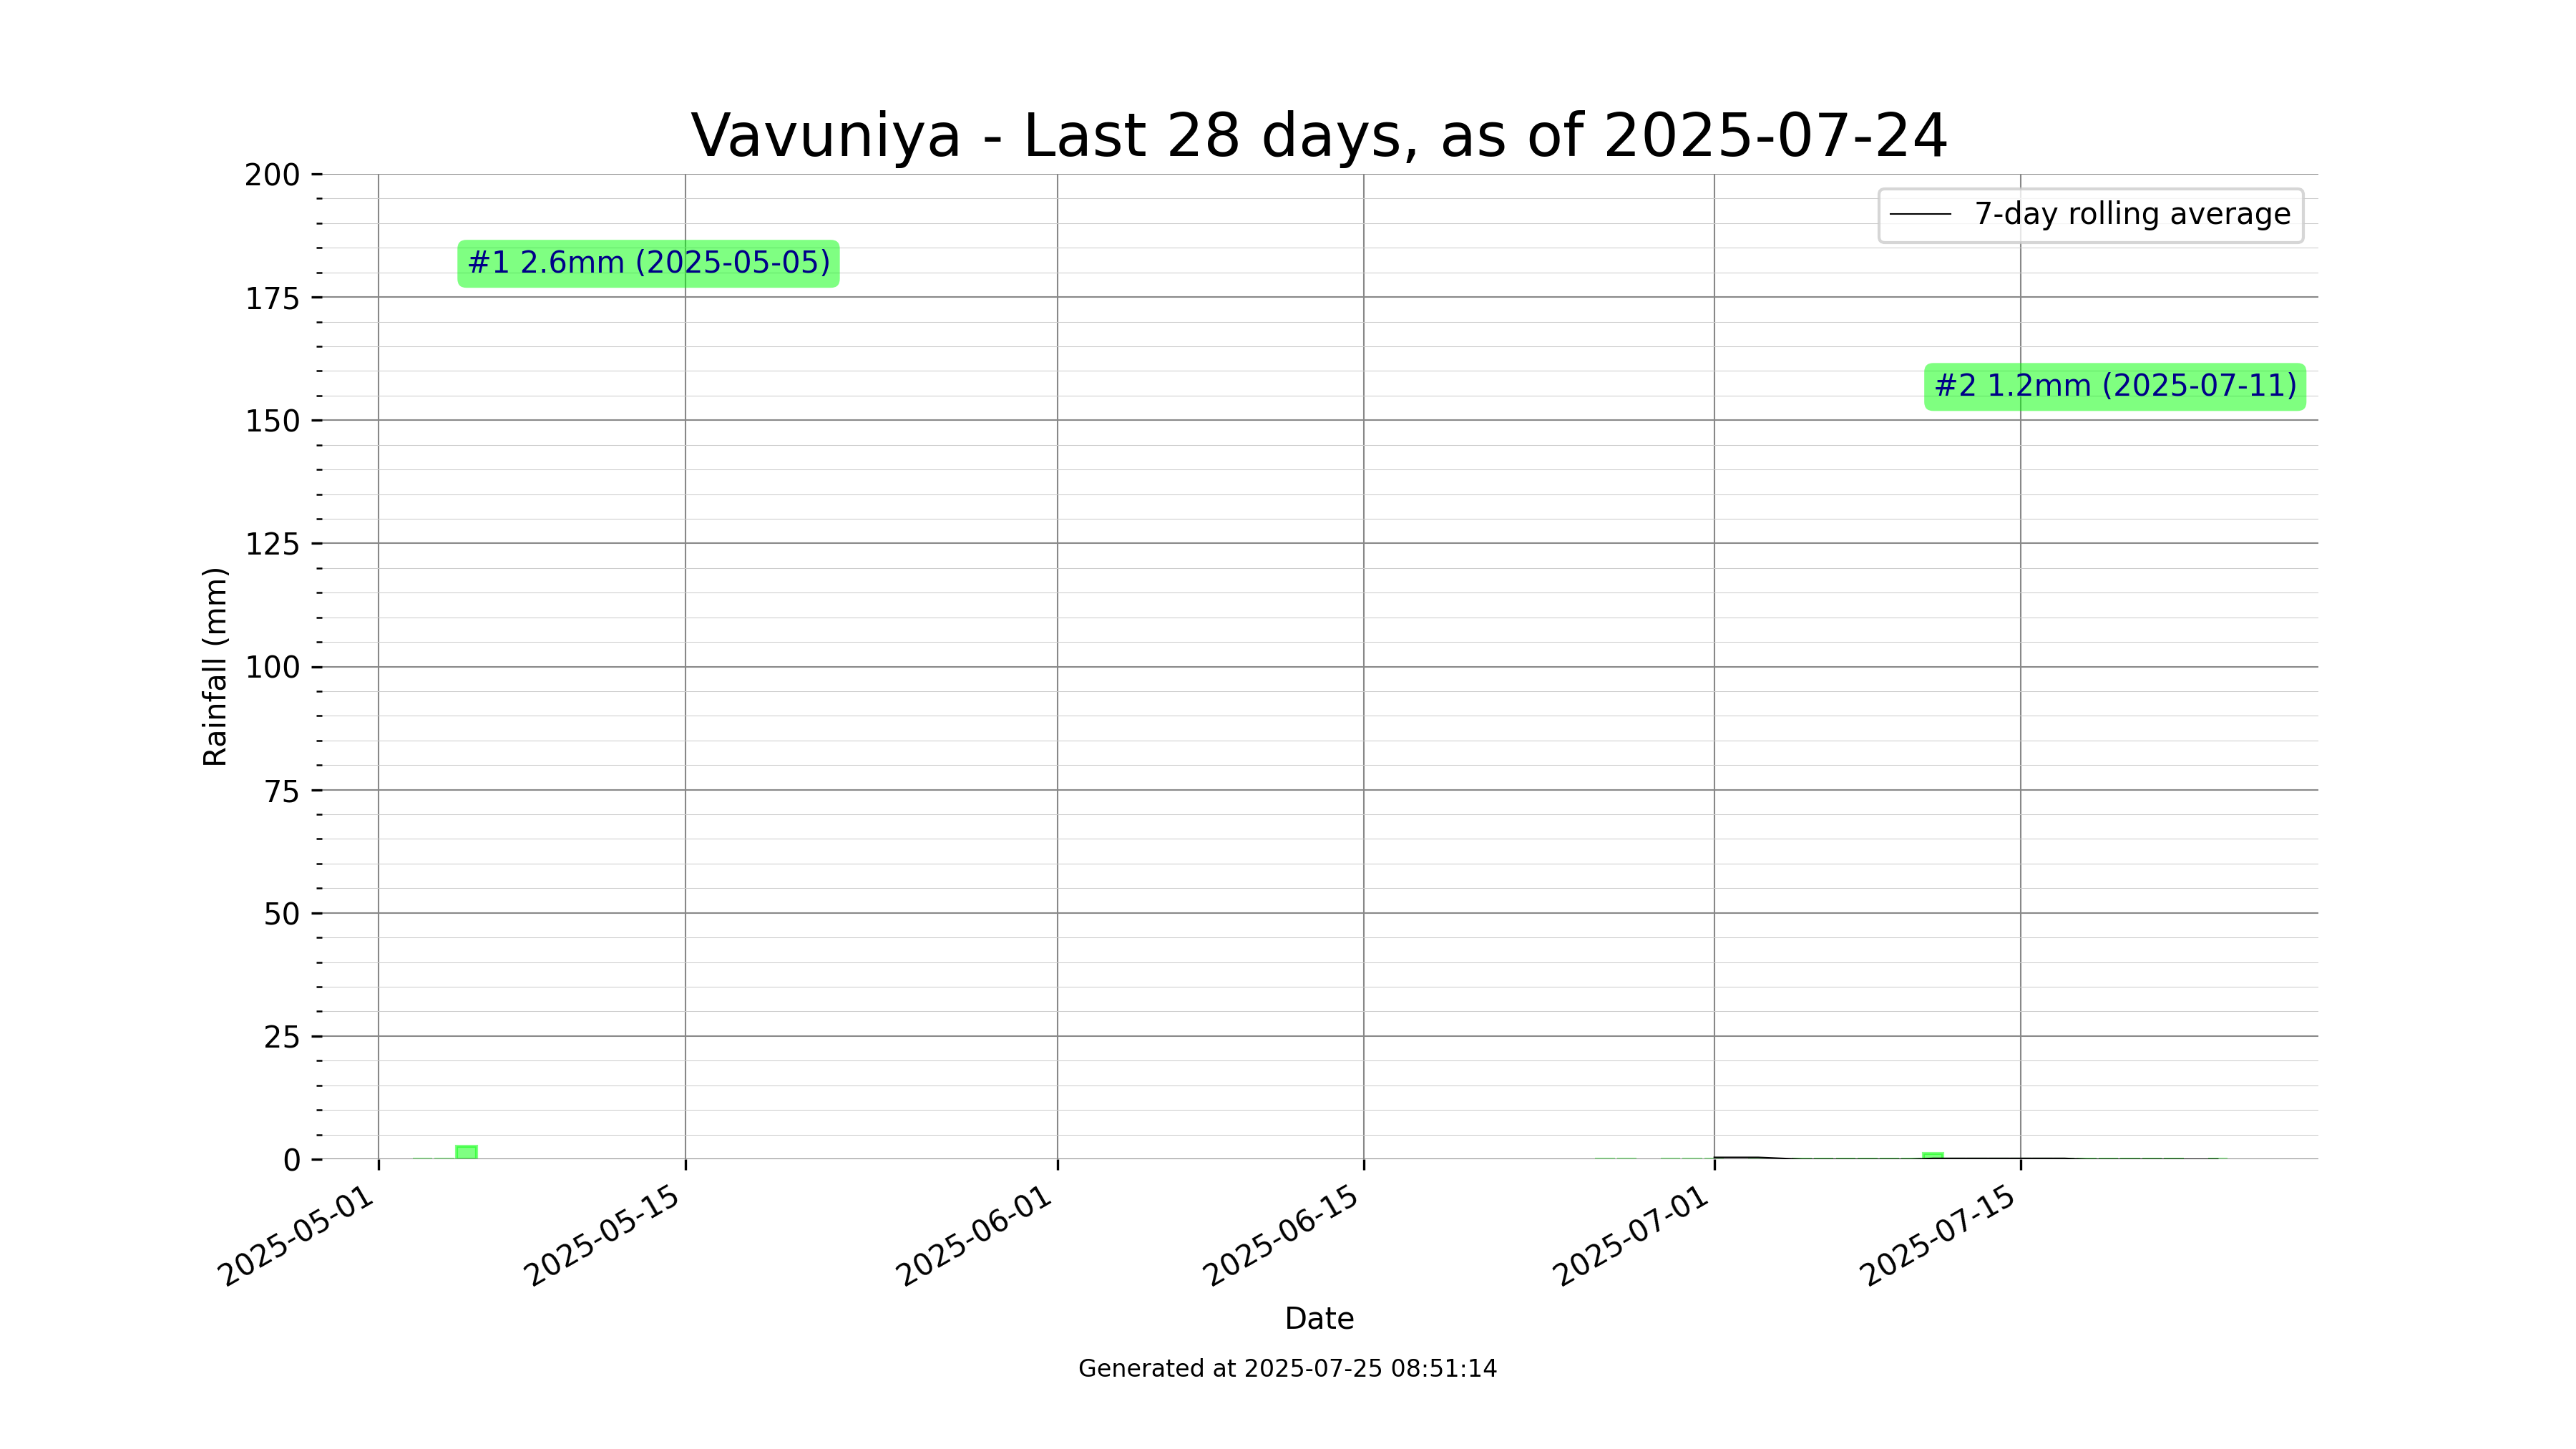 Vavuniya - Last 28 days, as of 2025-07-24
200
175
150
125
100
75
50
25
0
Rainfall (mm)
7-day rolling average
#1 2.6mm (2025-05-05)
#2 1.2mm (2025-07-11)
2025-05-01
2025-05-15
2025-06-01
2025-06-15
2025-07-01
2025-07-15
Date
Generated at 2025-07-25 08:51:14